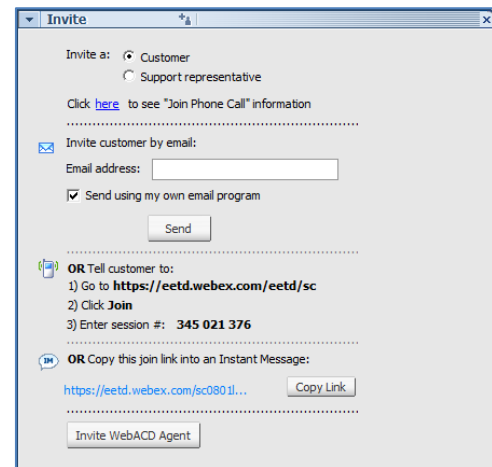 Invite
Invite a: Customer
Support representative
Click here to see "Join Phone Call" information
Invite customer by email:
Email address:
Send using my own email program
Send
OR Tell customer to:
1) Go to https://eetd.webex.com/eetd/sc
2) Click Join
3) Enter session #: 345 021 376
IM OR Copy this join link into an Instant Message:
https://eetd.webex.com/sc0801l... Copy Link
Invite WebACD Agent